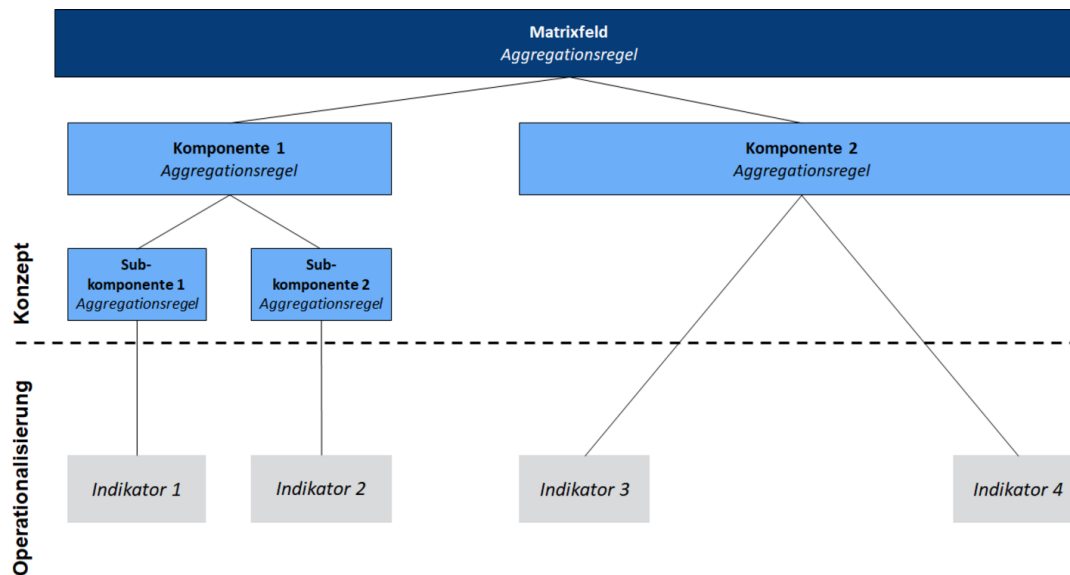 Matrixfeld
Aggregationsregel
Komponente 1
Aggregationsregel
Komponente 2
Aggregationsregel
Konzept
Sub-
komponente 1
Aggregationsregel
Sub-
komponente 2
Aggregationsregel
Operationalisierung
Indikator 1
Indikator 2
Indikator 3
Indikator 4